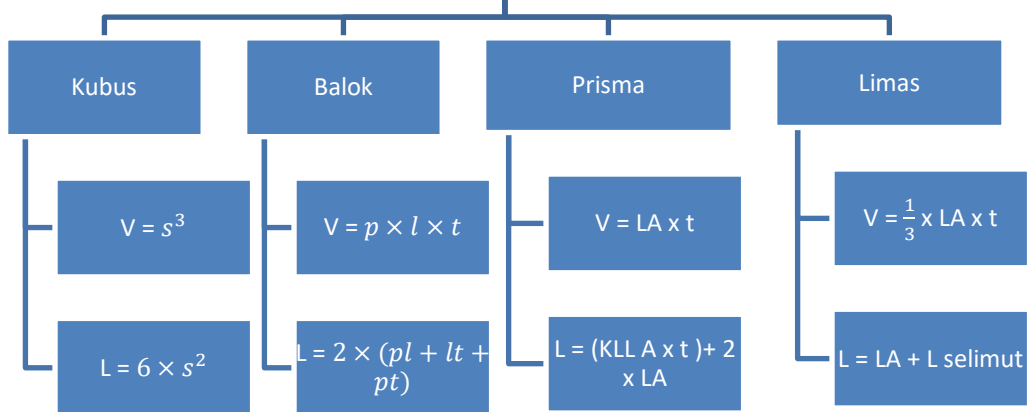 Kubus
Balok
Prisma
Limas
V = 𝑠³
V = 𝑝 × 𝑙 × 𝑡
V = LA x t
V = 1/3 x LA x t
L = 6 × 𝑠²
L = 2 × (𝑝𝑙 + 𝑙𝑡 +
𝑝𝑡)
L = (KLL A x t )+ 2
x LA
L = LA + L selimut